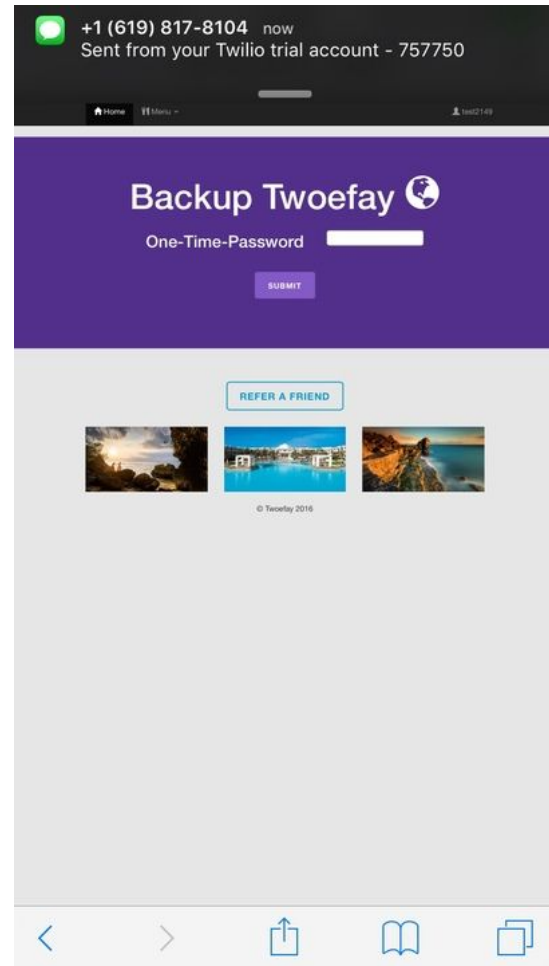 +1 (619) 817-8104 now
Sent from your Twilio trial account - 757750
Home Menu test2149
Backup Twoefay
One-Time-Password
SUBMIT
REFER A FRIEND
© Twoefay 2016